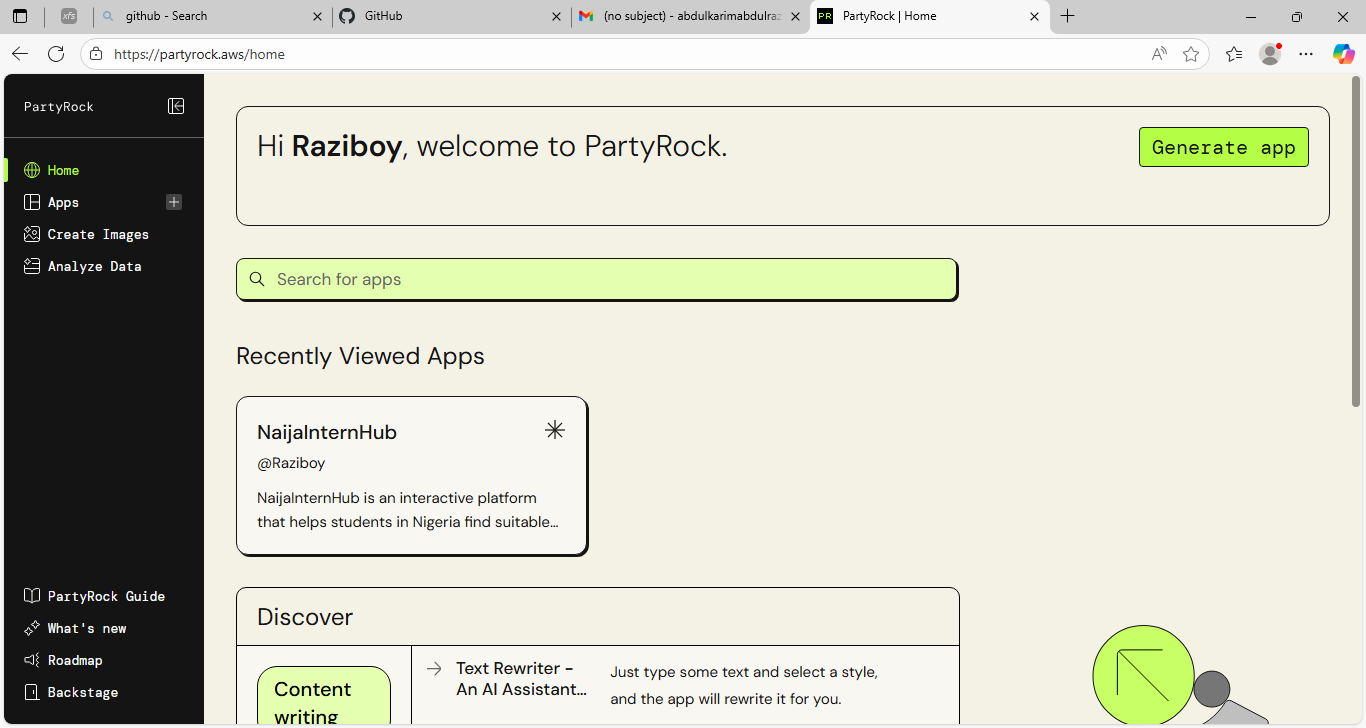 xfs
github - Search
GitHub
(no subject) - abdulkarimabdulraz
PR
PartyRock | Home
https://partyrock.aws/home
PartyRock
Home
Apps
Create Images
Analyze Data
PartyRock Guide
What's new
Roadmap
Backstage
Hi Raziboy, welcome to PartyRock.
Generate app
Search for apps
Recently Viewed Apps
NaijaInternHub
@Raziboy
NaijaInternHub is an interactive platform
that helps students in Nigeria find suitable...
Discover
Content
writing
Text Rewriter -
An AI Assistant...
Just type some text and select a style,
and the app will rewrite it for you.